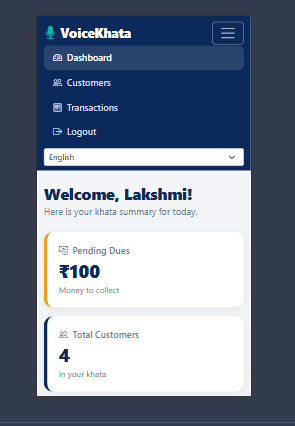 VoiceKhata
Dashboard
Customers
Transactions
Logout
English
Welcome, Lakshmi!
Here is your khata summary for today.
Pending Dues
₹100
Money to collect
Total Customers
4
In your khata